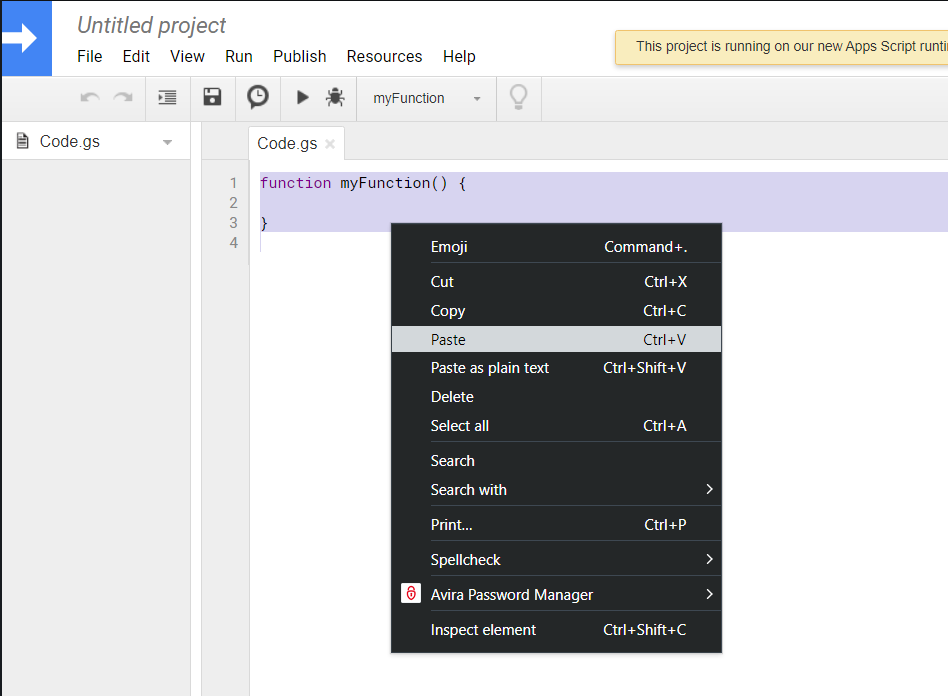 Untitled project
File Edit View Run Publish Resources Help
This project is running on our new Apps Script
myFunction
Code.gs
Code.gs
1 function myFunction() {
2
3 }
4
Emoji Command+.
Cut Ctrl+X
Copy Ctrl+C
Paste Ctrl+V
Paste as plain text Ctrl+Shift+V
Delete
Select all Ctrl+A
Search
Search with
Print... Ctrl+P
Spellcheck
Avira Password Manager
Inspect element Ctrl+Shift+C